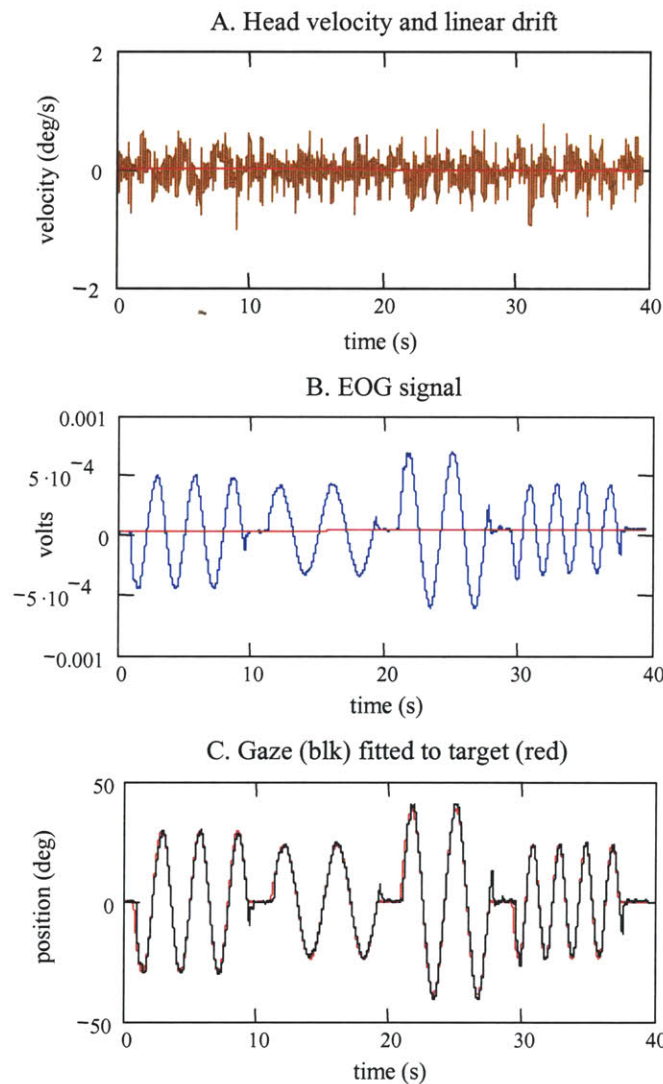 A. Head velocity and linear drift
2
0
−2
velocity (deg/s)
0 10 20 30 40
time (s)
B. EOG signal
0.001
5·10⁻⁴
0
−5·10⁻⁴
−0.001
volts
0 10 20 30 40
time (s)
C. Gaze (blk) fitted to target (red)
50
0
−50
position (deg)
0 10 20 30 40
time (s)